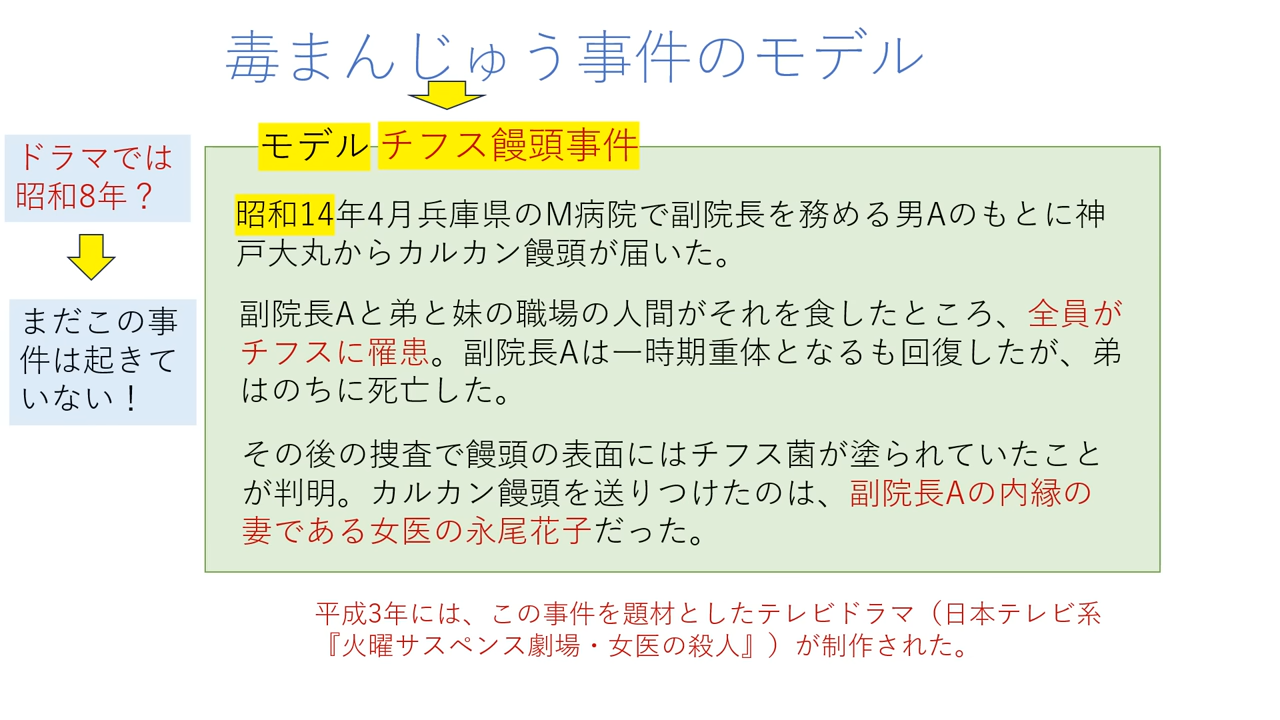 毒まんじゅう事件のモデル
モデル チフス饅頭事件
ドラマでは
昭和8年？
まだこの事
件は起きて
いない！
昭和14年4月兵庫県のM病院で副院長を務める男Aのもとに神
戸大丸からカルカン饅頭が届いた。
副院長Aと弟と妹の職場の人間がそれを食したところ、全員が
チフスに罹患。副院長Aは一時期重体となるも回復したが、弟
はのちに死亡した。
その後の捜査で饅頭の表面にはチフス菌が塗られていたこと
が判明。カルカン饅頭を送りつけたのは、副院長Aの内縁の
妻である女医の永尾花子だった。
平成3年には、この事件を題材としたテレビドラマ（日本テレビ系
『火曜サスペンス劇場・女医の殺人』）が制作された。